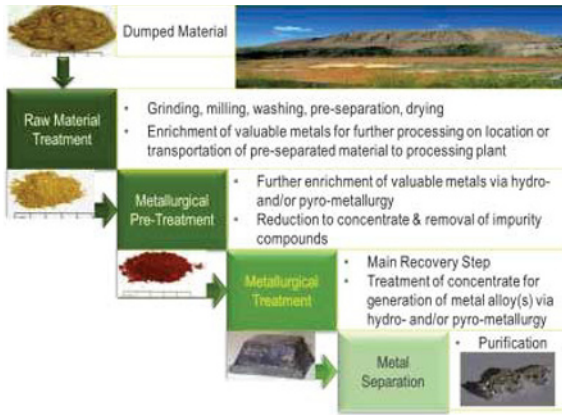 Dumped Material
Raw Material
Treatment
• Grinding, milling, washing, pre-separation, drying
• Enrichment of valuable metals for further processing on location or
transportation of pre-separated material to processing plant
Metallurgical
Pre-Treatment
• Further enrichment of valuable metals via hydro-
and/or pyro-metallurgy
• Reduction to concentrate & removal of impurity
compounds
Metallurgical
Treatment
• Main Recovery Step
• Treatment of concentrate for
generation of metal alloy(s) via
hydro- and/or pyro-metallurgy
Metal
Separation
• Purification